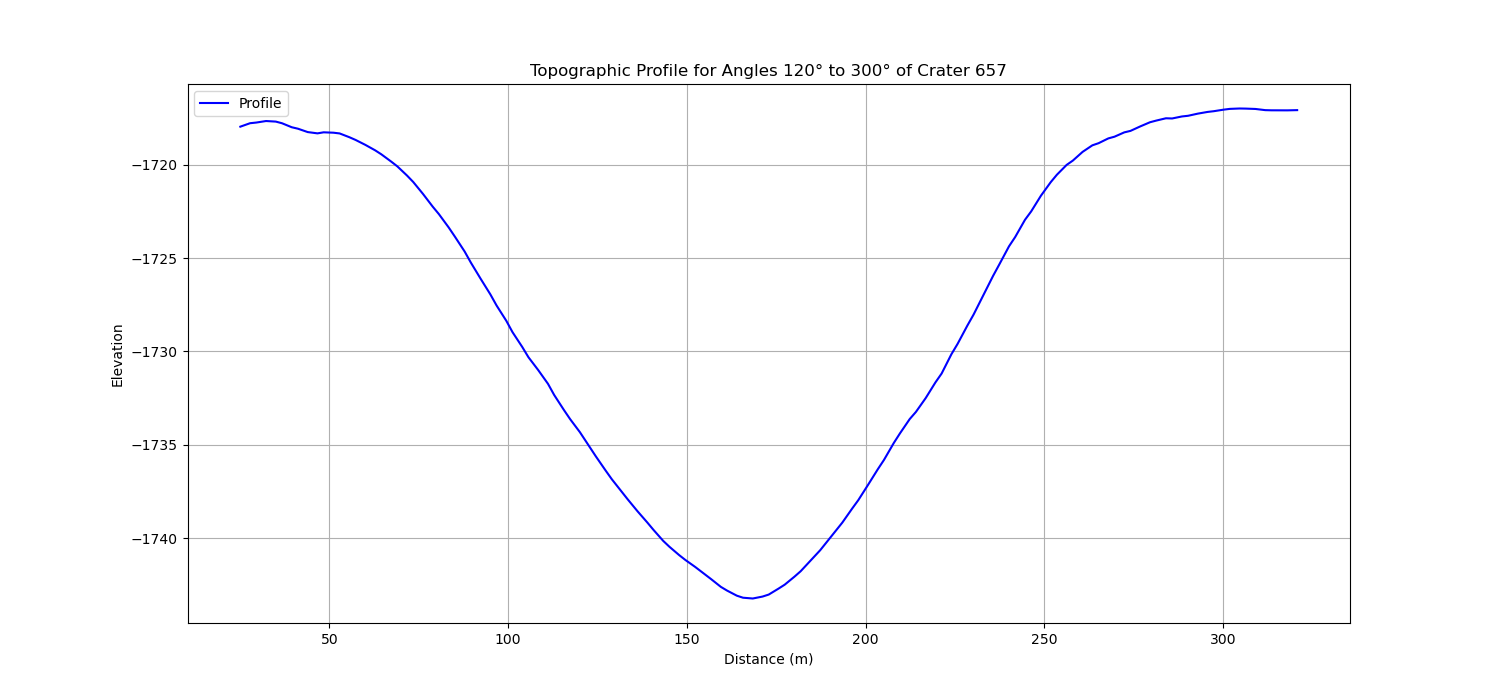 Topographic Profile for Angles 120° to 300° of Crater 657
Profile
−1720
−1725
−1730
−1735
−1740
Elevation
50
100
150
200
250
300
Distance (m)